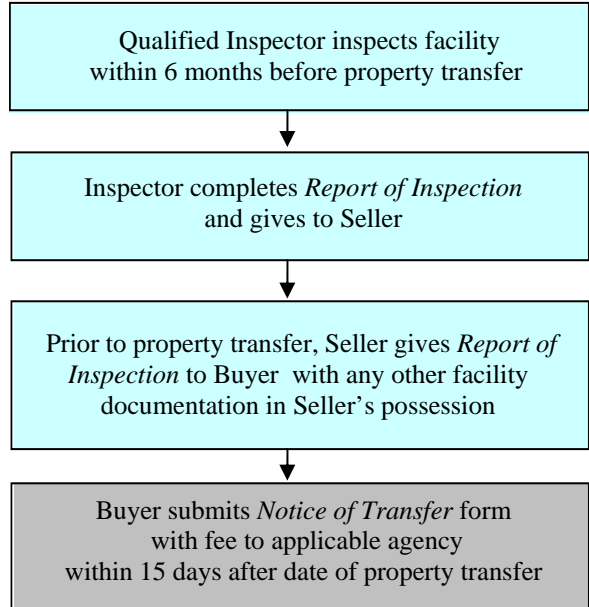 Qualified Inspector inspects facility
within 6 months before property transfer
Inspector completes Report of Inspection
and gives to Seller
Prior to property transfer, Seller gives Report of
Inspection to Buyer with any other facility
documentation in Seller's possession
Buyer submits Notice of Transfer form
with fee to applicable agency
within 15 days after date of property transfer